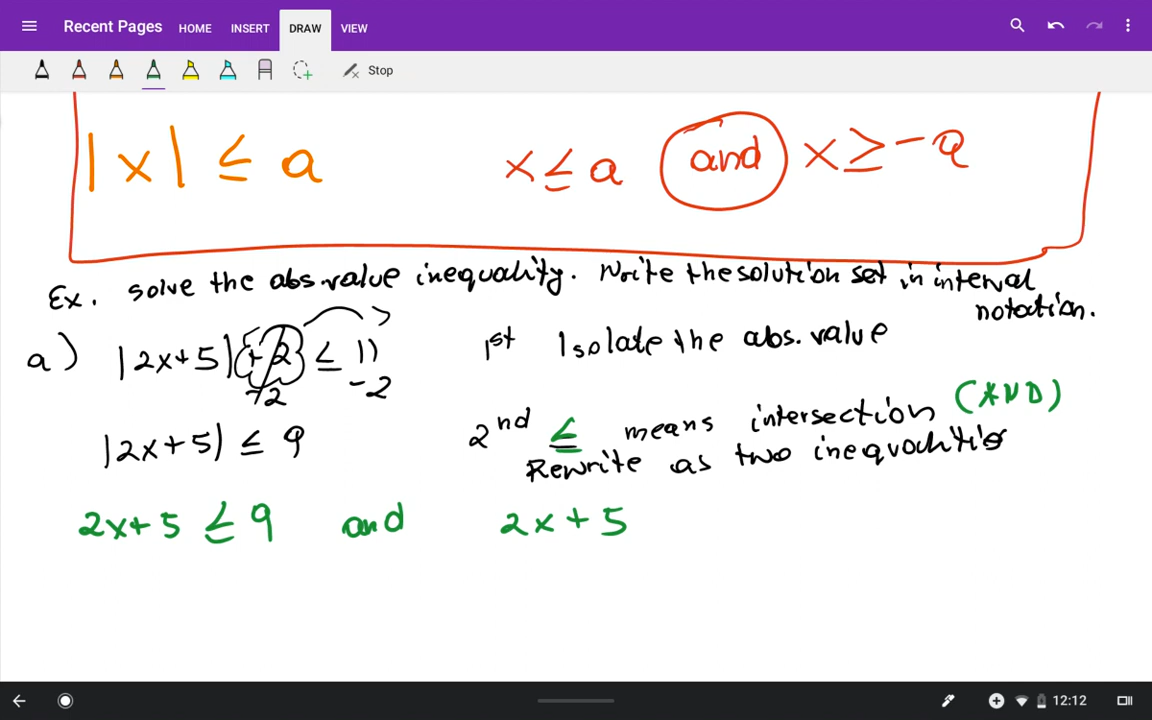 Recent Pages HOME INSERT DRAW VIEW
Stop
|x| ≤ a x ≤ a and x ≥ -a
Ex. solve the abs.value inequality. Write the solution set in interval
notation.
a) |2x+5| + 2 ≤ 11 1st Isolate the abs. value
-2 -2
|2x+5| ≤ 9 2nd ≤ means intersection (AND)
Rewrite as two inequalities
2x+5 ≤ 9 and 2x+5
12:12